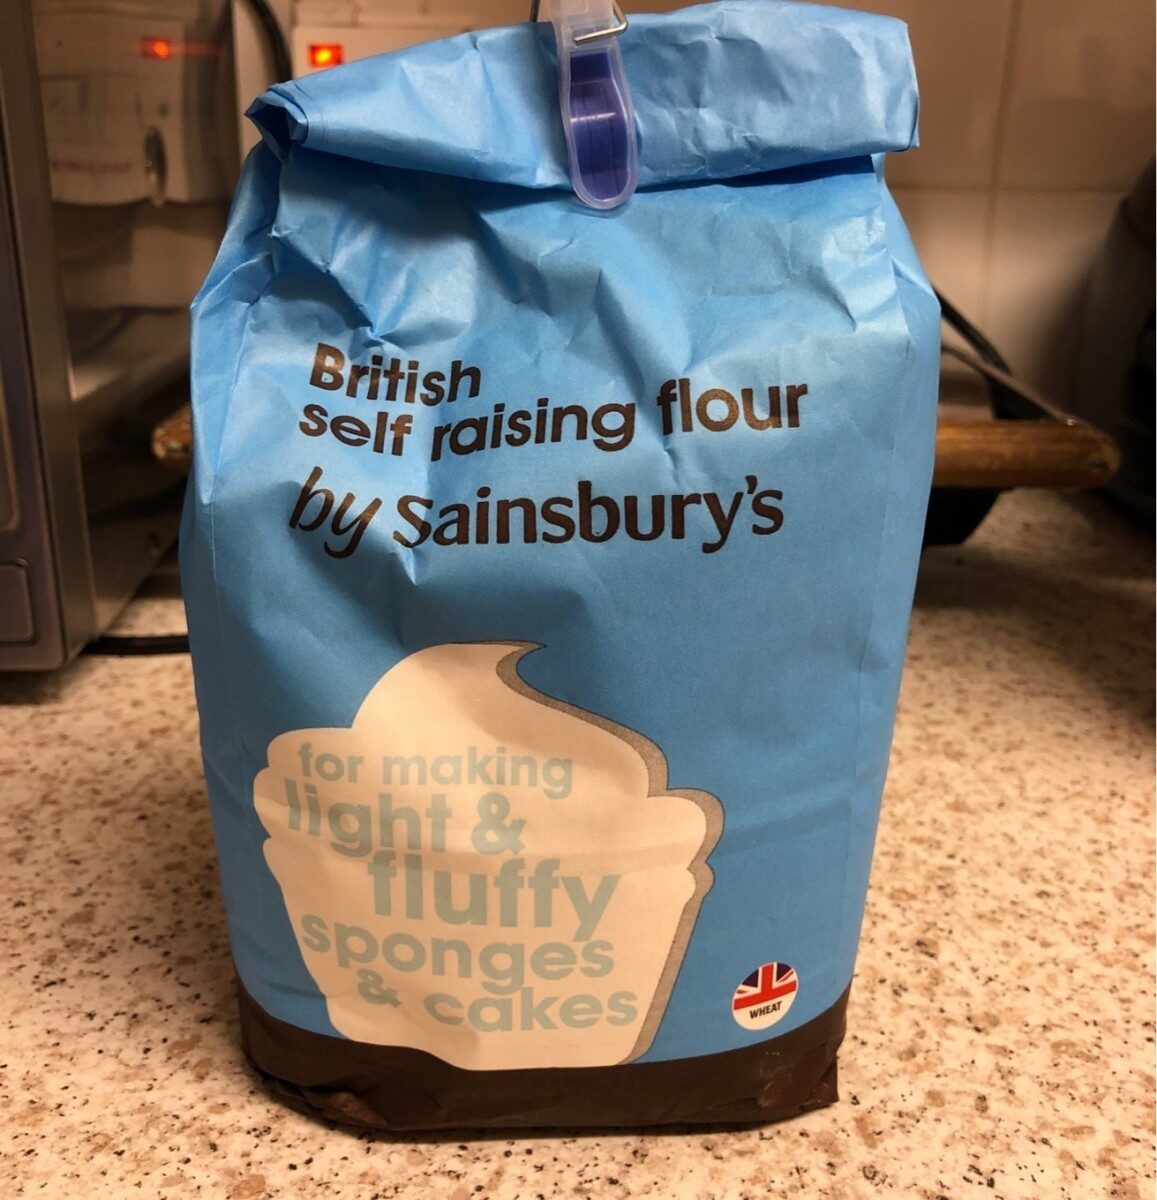 British
self raising flour
by Sainsbury's
for making
light &
fluffy
sponges
& cakes
WHEAT